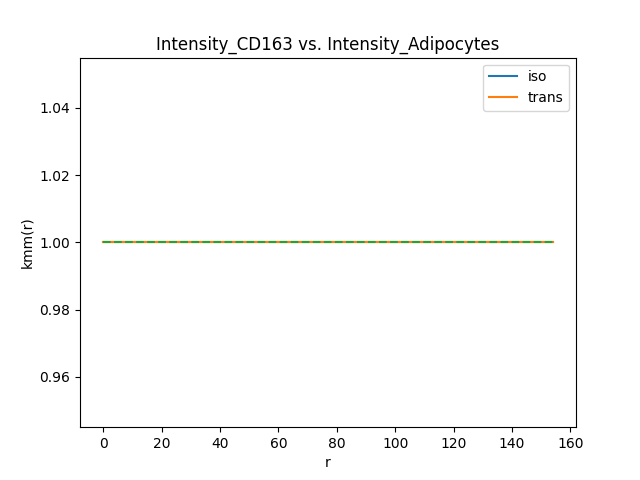 Intensity_CD163 vs. Intensity_Adipocytes
iso
trans
1.04
1.02
1.00
0.98
0.96
kmm(r)
0 20 40 60 80 100 120 140 160
r